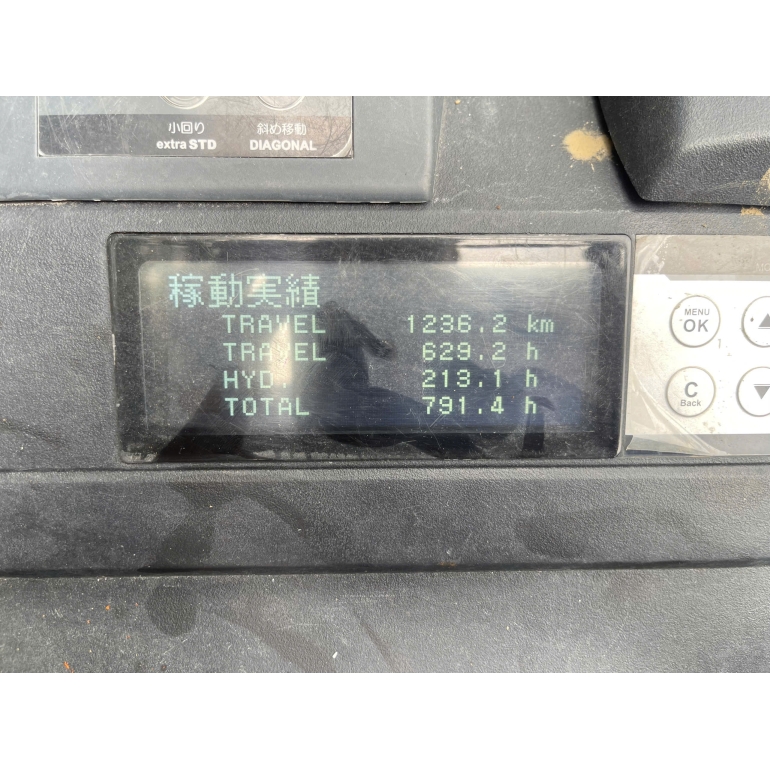 小回り 斜め移動
extra STD DIAGONAL
稼動実績
TRAVEL 1236.2 km
TRAVEL 629.2 h
HYD. 213.1 h
TOTAL 791.4 h
MENU
OK
C
Back